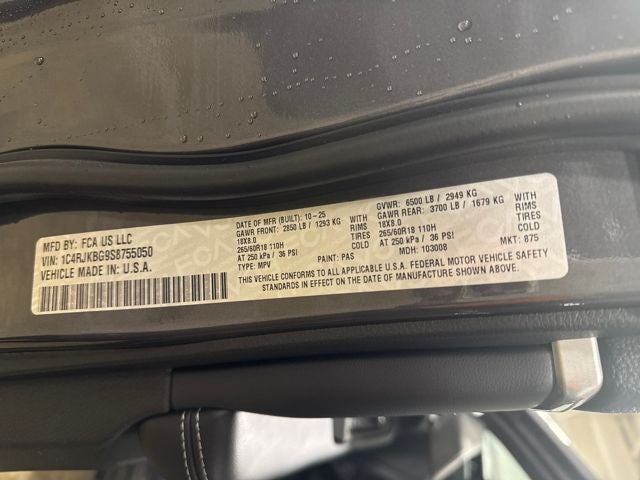 MFD BY: FCA US LLC
VIN: 1C4RJKBG9S8755050
VEHICLE MADE IN U.S.A.
DATE OF MFR (BUILT): 10-25
GAWR FRONT: 2850 LB / 1293 KG
18X8.0 RIMS
265/60R18 110H TIRES
AT 250 kPa / 36 PSI COLD
TYPE: MPV
GVWR: 6500 LB / 2949 KG
GAWR REAR: 3700 LB / 1679 KG
18X8.0 RIMS
265/60R18 110H TIRES
AT 250 kPa / 36 PSI COLD
PAINT: PAS MDH: 103008 MKT: 875
THIS VEHICLE CONFORMS TO ALL APPLICABLE U.S.A. FEDERAL MOTOR VEHICLE SAFETY
STANDARDS IN EFFECT ON THE DATE OF MANUFACTURE SHOWN ABOVE.